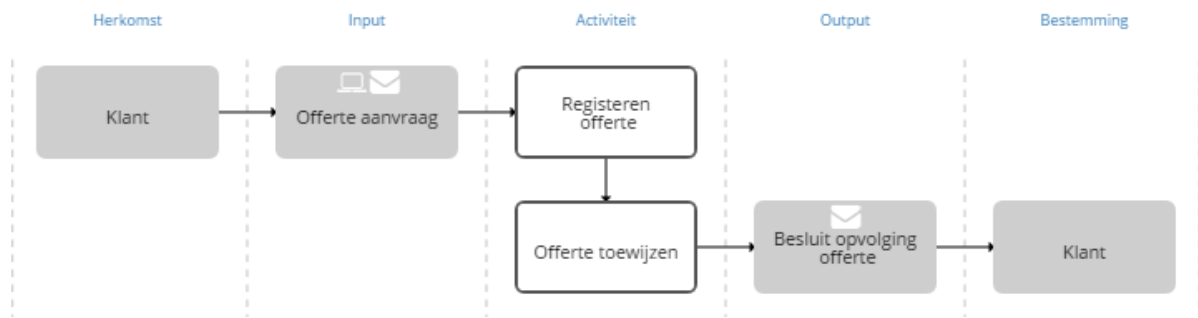 Herkomst
Input
Activiteit
Output
Bestemming
Klant
Offerte aanvraag
Registeren
offerte
Offerte toewijzen
Besluit opvolging
offerte
Klant